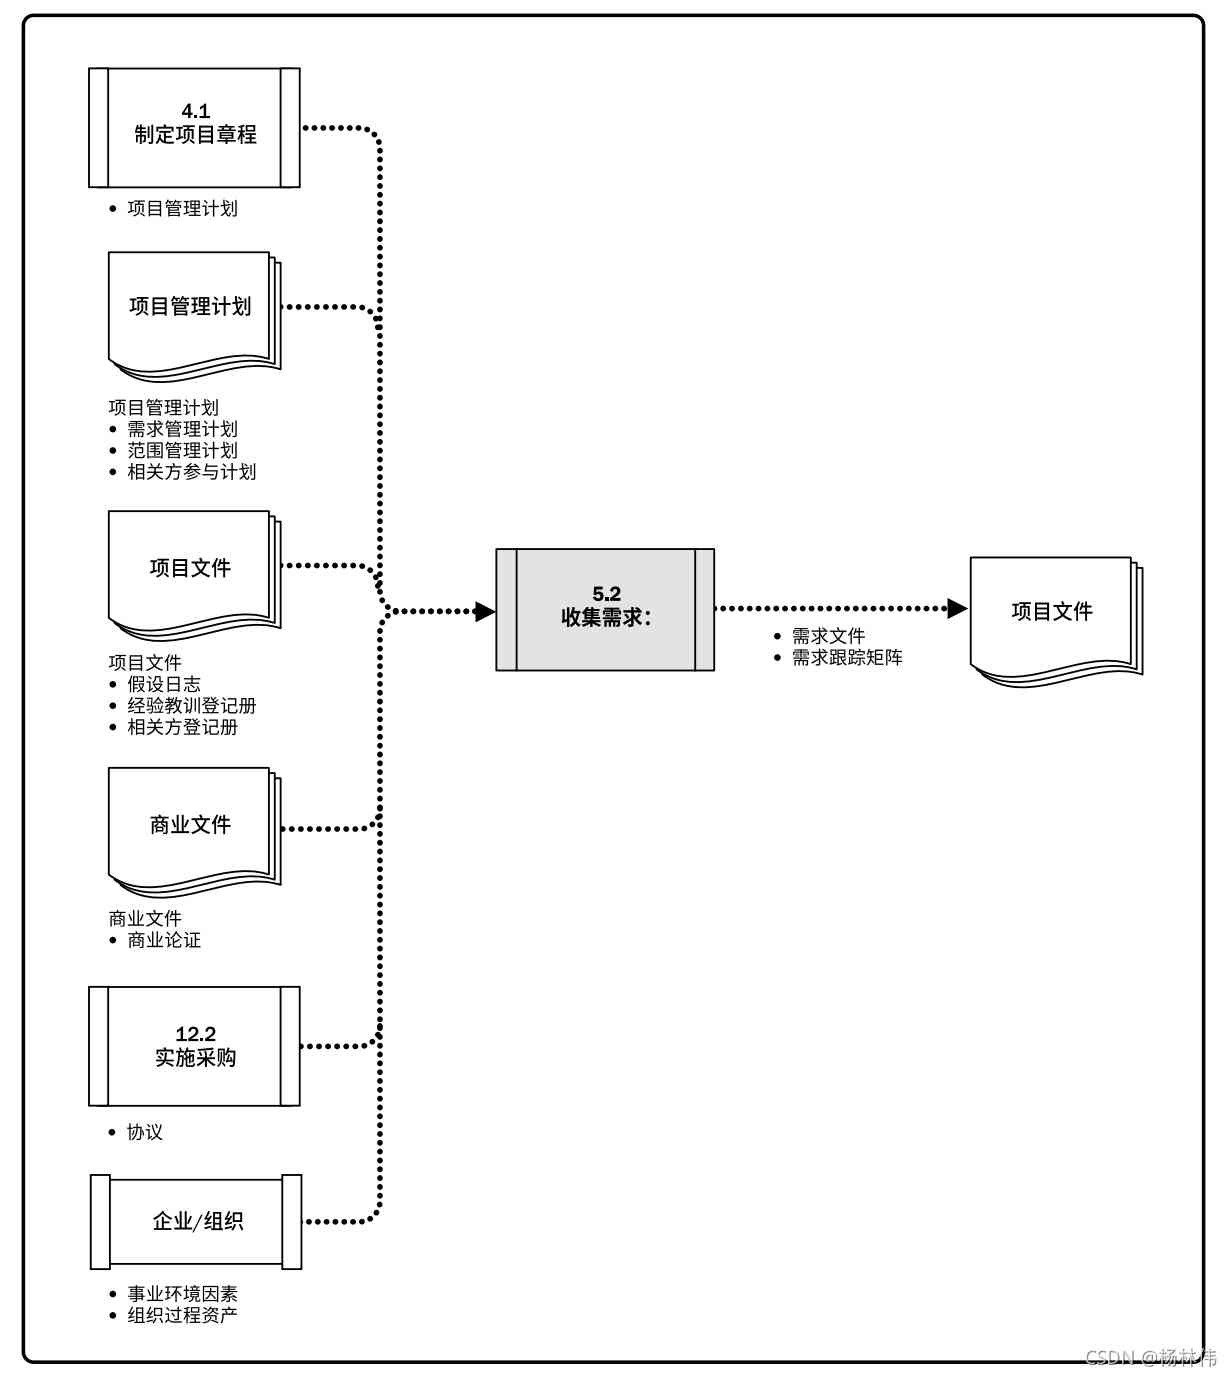 4.1
制定项目章程
• 项目管理计划
项目管理计划
项目管理计划
• 需求管理计划
• 范围管理计划
• 相关方参与计划
项目文件
项目文件
• 假设日志
• 经验教训登记册
• 相关方登记册
商业文件
商业文件
• 商业论证
12.2
实施采购
• 协议
企业/组织
• 事业环境因素
• 组织过程资产
5.2
收集需求：
• 需求文件
• 需求跟踪矩阵
项目文件
CSDN @杨林伟